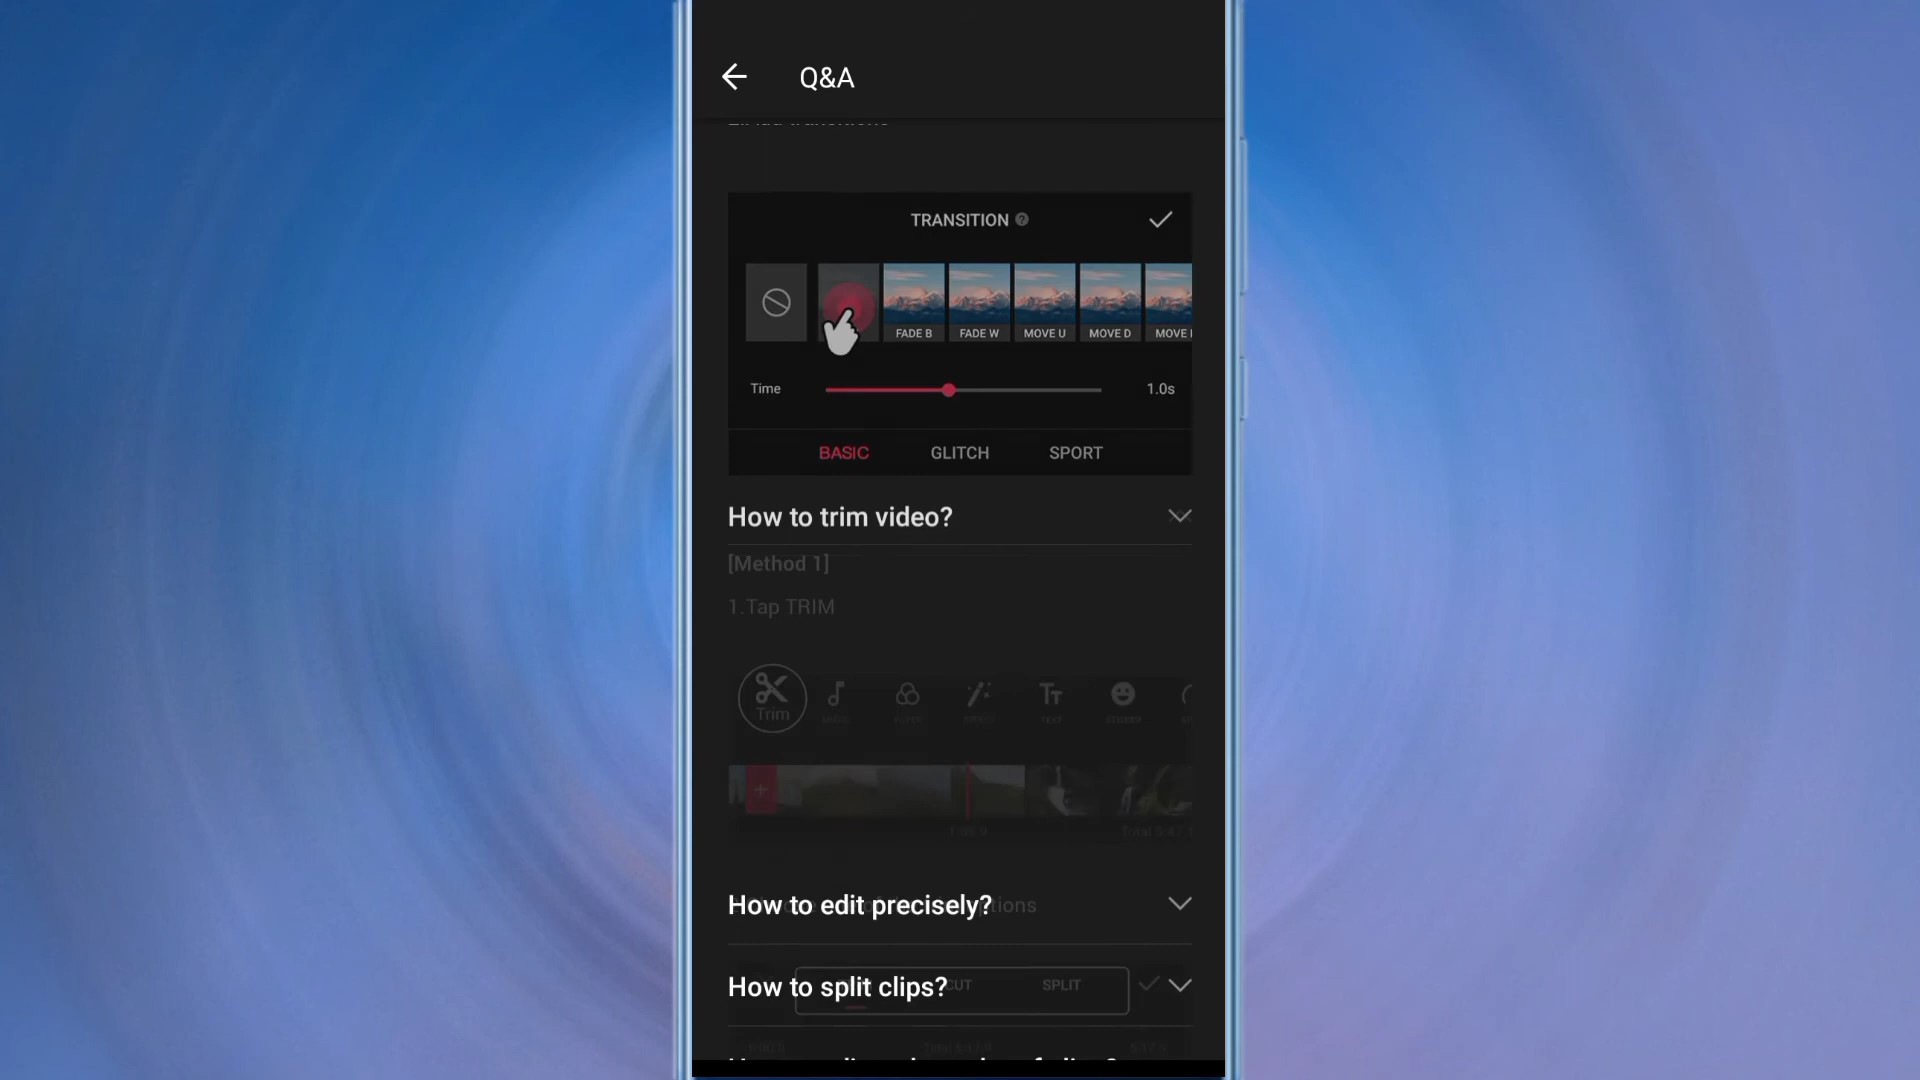 Q&A
TRANSITION
FADE B
FADE W
MOVE U
MOVE D
MOVE
Time
1.0s
BASIC
GLITCH
SPORT
How to trim video?
[Method 1]
1.Tap TRIM
Trim
How to edit precisely?
How to split clips?
SPLIT